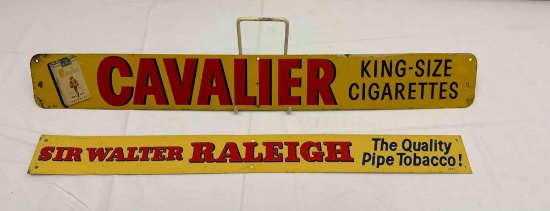 CAVALIER
KING-SIZE
CIGARETTES
SIR WALTER RALEIGH
The Quality
Pipe Tobacco!